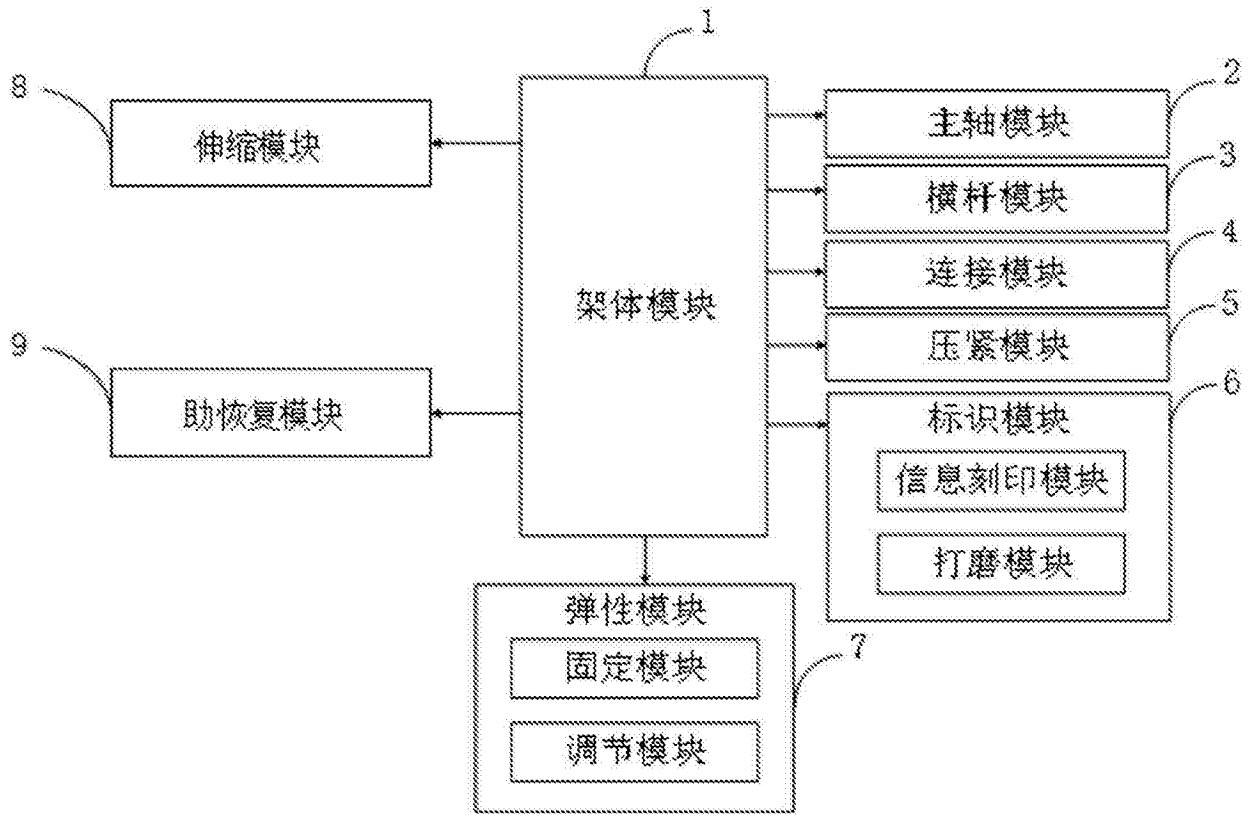 1
8
伸缩模块
2
主轴模块
3
横杆模块
4
连接模块
架体模块
5
压紧模块
9
助恢复模块
6
标识模块
信息刻印模块
打磨模块
弹性模块
7
固定模块
调节模块